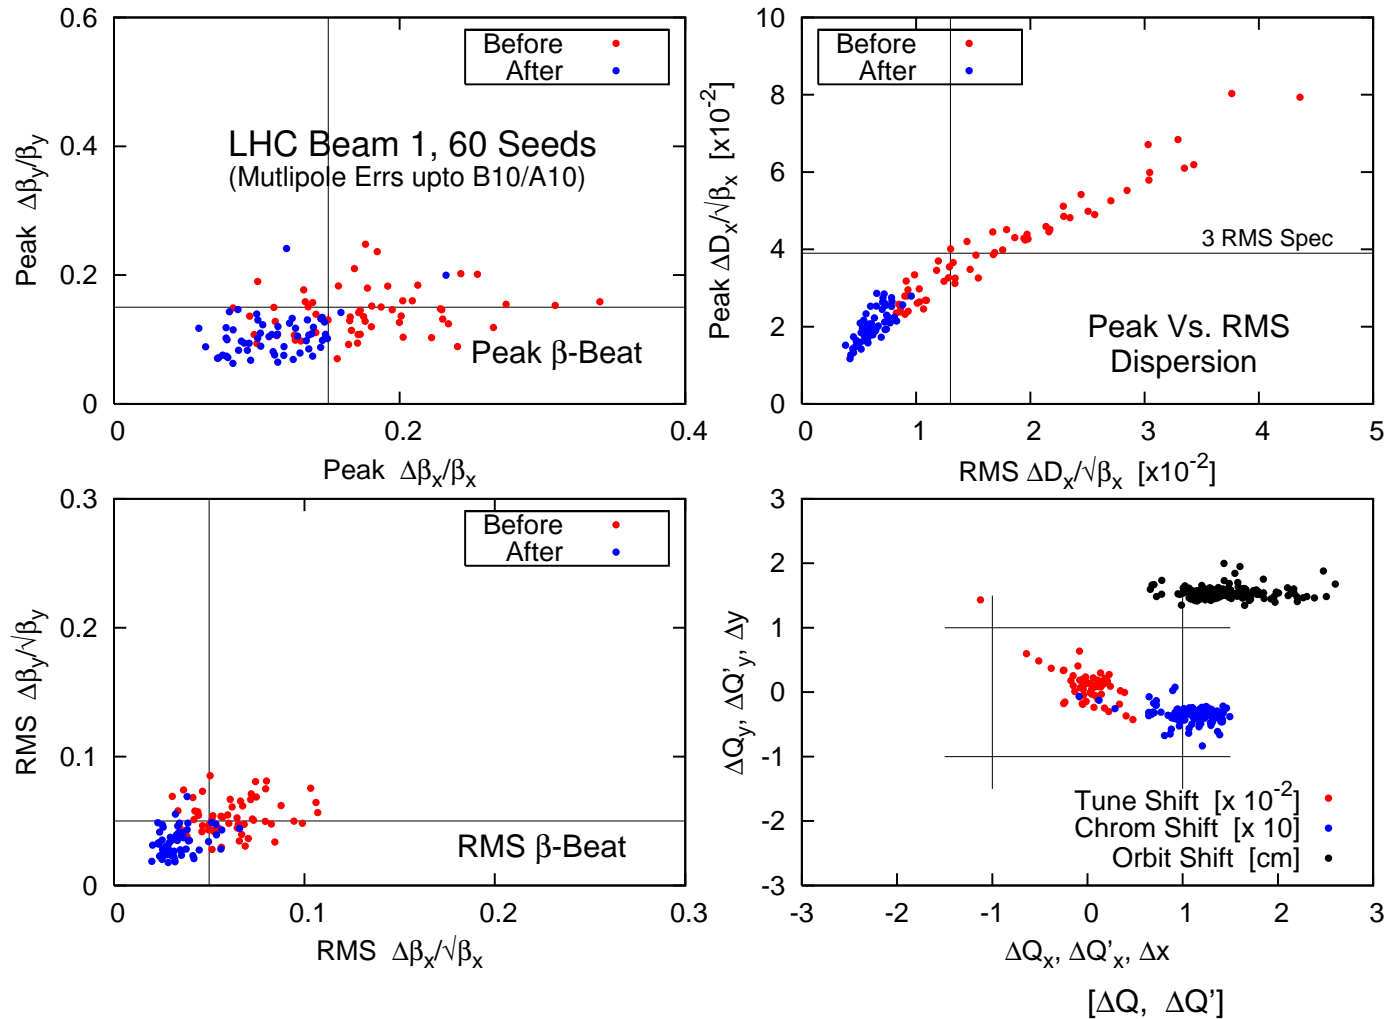 0.6
0.4
0.2
0
0
0.2
0.4
Peak Δβy/βy
Peak Δβx/βx
Before
After
LHC Beam 1, 60 Seeds
(Mutlipole Errs upto B10/A10)
Peak β-Beat
10
8
6
4
2
0
0
1
2
3
4
5
Peak ΔDx/√βx [x10-2]
RMS ΔDx/√βx [x10-2]
Before
After
3 RMS Spec
Peak Vs. RMS
Dispersion
0.3
0.2
0.1
0
0
0.1
0.2
0.3
RMS Δβy/√βy
RMS Δβx/√βx
Before
After
RMS β-Beat
3
2
1
0
-1
-2
-3
-3
-2
-1
0
1
2
3
ΔQy, ΔQ'y, Δy
ΔQx, ΔQ'x, Δx
Tune Shift [x 10-2]
Chrom Shift [x 10]
Orbit Shift [cm]
[ΔQ, ΔQ']